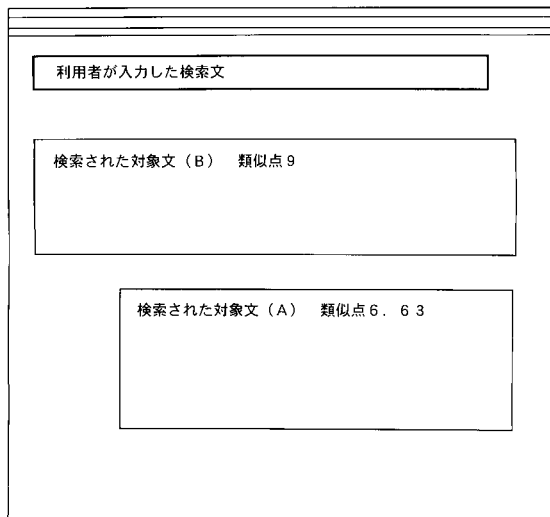 利用者が入力した検索文
検索された対象文（B）　類似点9
検索された対象文（A）　類似点6．63